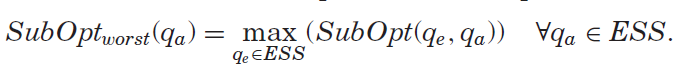 SubOpt_worst(q_a) = max_{q_e∈ESS} (SubOpt(q_e, q_a))    ∀q_a ∈ ESS.